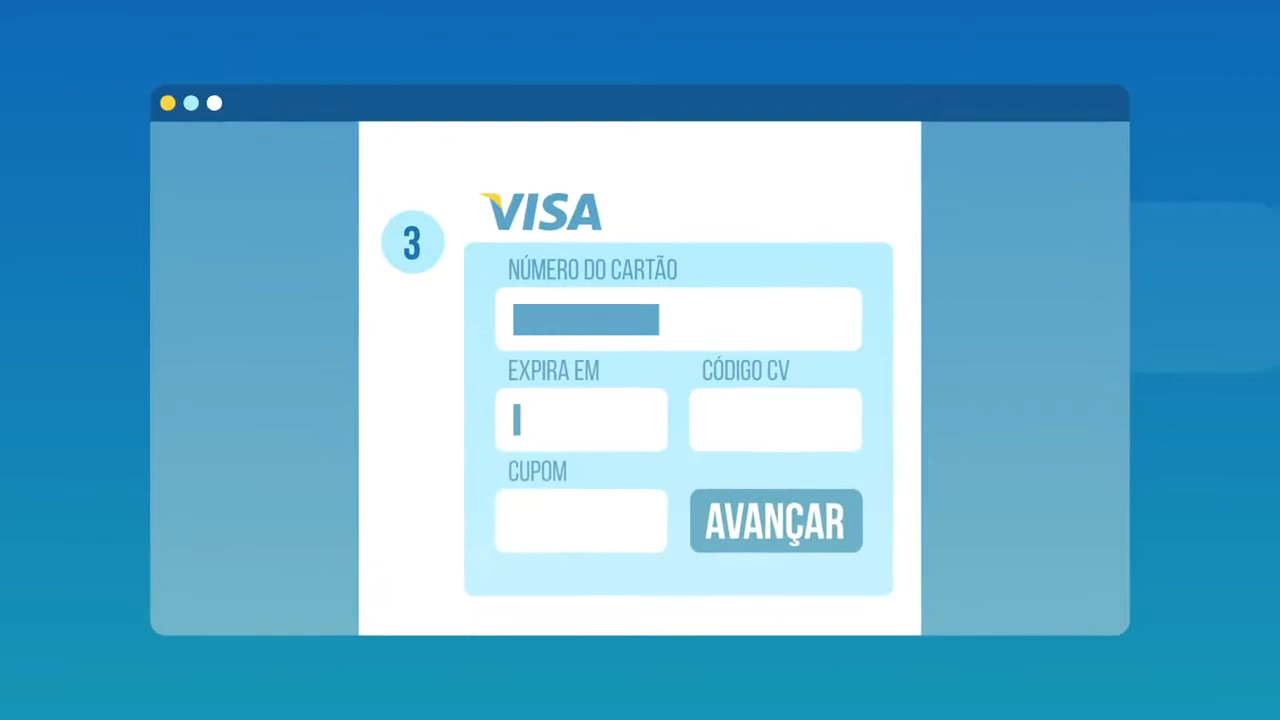 VISA
3
NÚMERO DO CARTÃO
EXPIRA EM
CÓDIGO CV
CUPOM
AVANÇAR